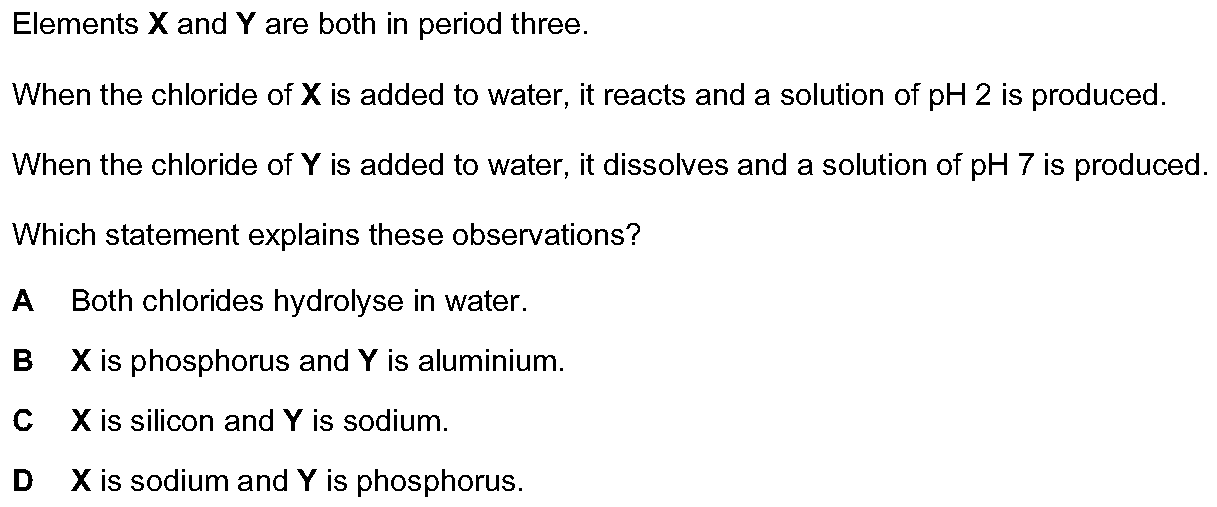 Elements X and Y are both in period three.
When the chloride of X is added to water, it reacts and a solution of pH 2 is produced.
When the chloride of Y is added to water, it dissolves and a solution of pH 7 is produced.
Which statement explains these observations?
A Both chlorides hydrolyse in water.
B X is phosphorus and Y is aluminium.
C X is silicon and Y is sodium.
D X is sodium and Y is phosphorus.